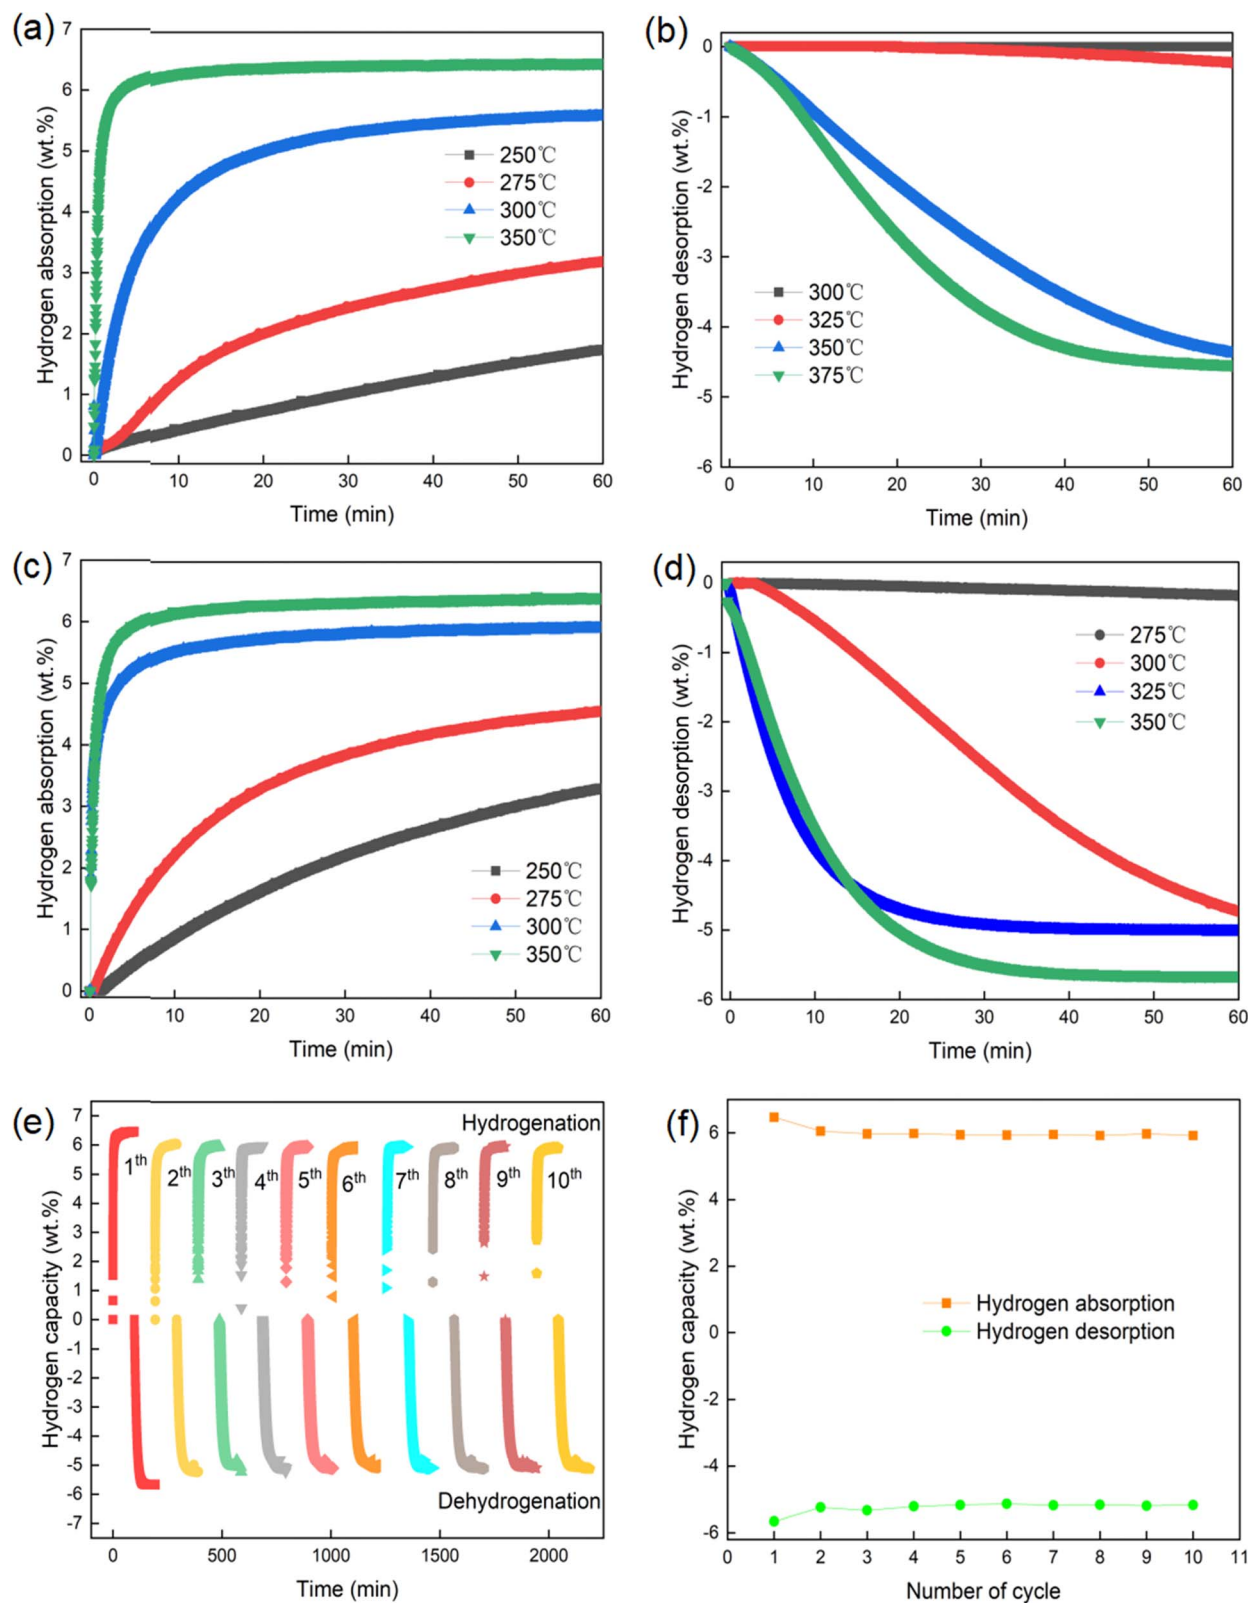 (a)
7
6
5
4
3
2
1
0
Hydrogen absorption (wt.%)
250℃
275℃
300℃
350℃
0 10 20 30 40 50 60
Time (min)
(b)
0
-1
-2
-3
-4
-5
-6
Hydrogen desorption (wt.%)
300℃
325℃
350℃
375℃
0 10 20 30 40 50 60
Time (min)
(c)
7
6
5
4
3
2
1
0
Hydrogen absorption (wt.%)
250℃
275℃
300℃
350℃
0 10 20 30 40 50 60
Time (min)
(d)
0
-1
-2
-3
-4
-5
-6
Hydrogen desorption (wt.%)
275℃
300℃
325℃
350℃
0 10 20 30 40 50 60
Time (min)
(e)
7
6
5
4
3
2
1
0
-1
-2
-3
-4
-5
-6
-7
Hydrogen capacity (wt.%)
Hydrogenation
1th 2th 3th 4th 5th 6th 7th 8th 9th 10th
Dehydrogenation
0 500 1000 1500 2000
Time (min)
(f)
6
4
2
0
-2
-4
-6
Hydrogen capacity (wt.%)
Hydrogen absorption
Hydrogen desorption
0 1 2 3 4 5 6 7 8 9 10 11
Number of cycle